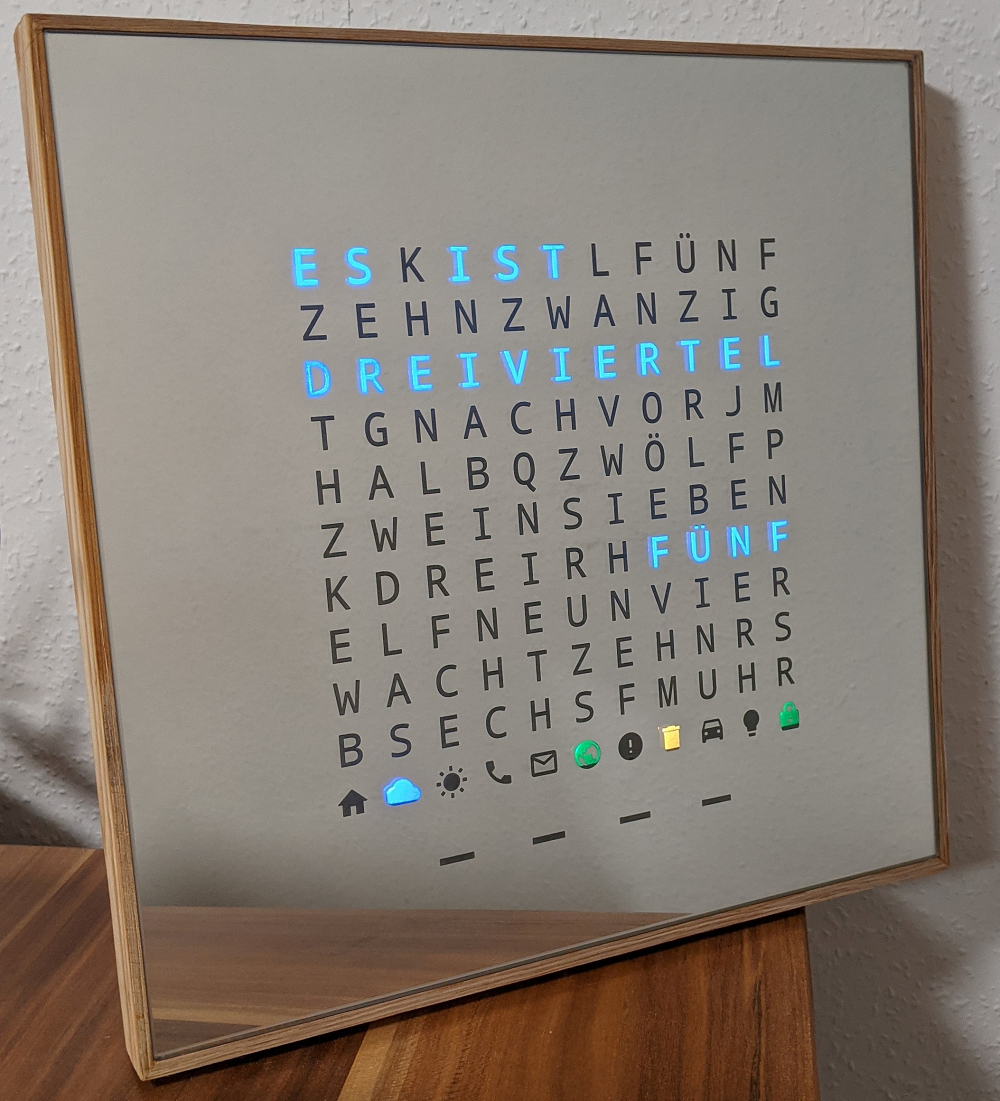 ESKISTLFÜNF
ZEHNZWANZIG
DREIVIERTEL
TGNACHVORJM
HALBQZWÖLFP
ZWEINSIEBEN
KDREIRHFÜNF
ELFNEUNVIER
WACHTZEHNRS
BSECHSFMUHR